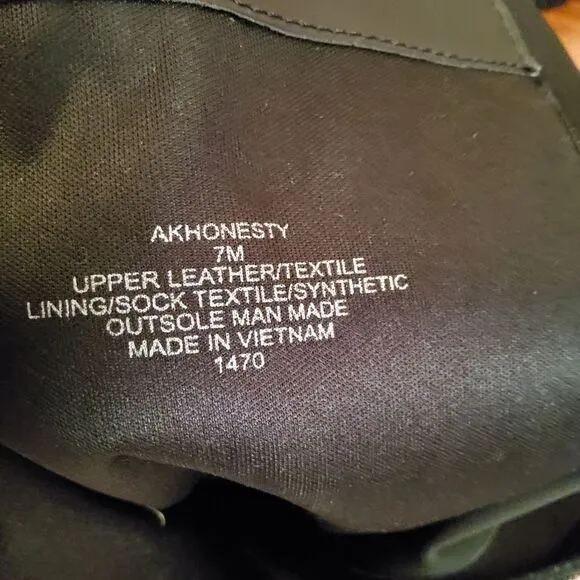 AKHONESTY
7M
UPPER LEATHER/TEXTILE
LINING/SOCK TEXTILE/SYNTHETIC
OUTSOLE MAN MADE
MADE IN VIETNAM
1470